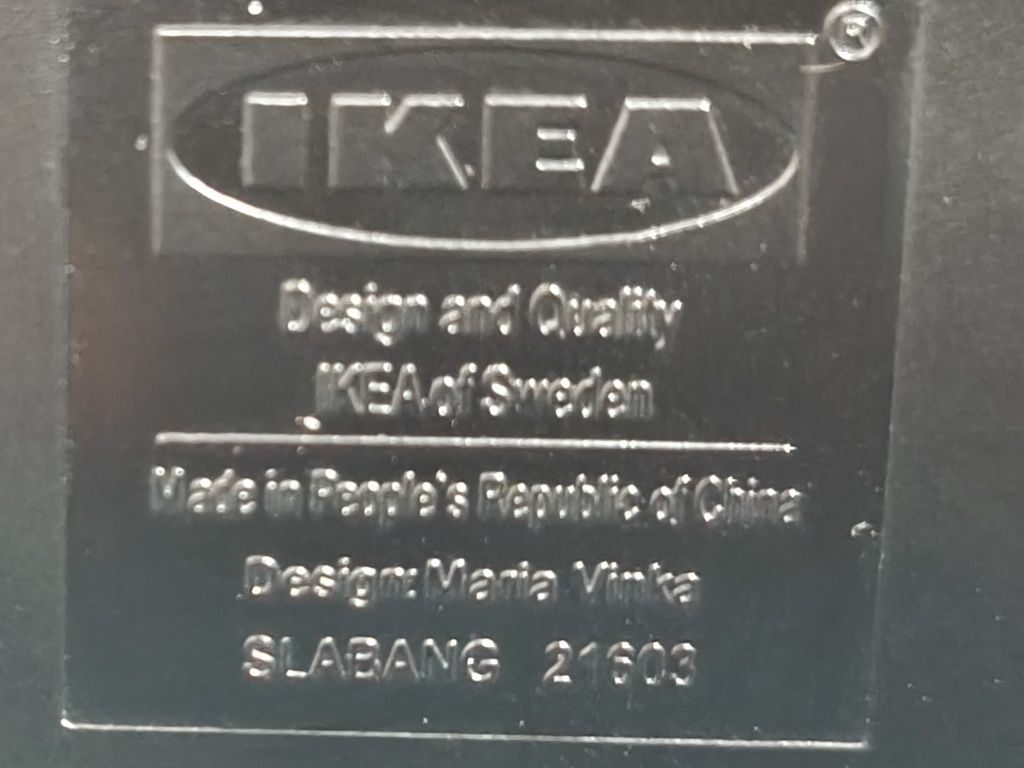 IKEA®
Design and Quality
IKEA of Sweden
Made in People's Republic of China
Design: Maria Vinka
SLABANG 21603